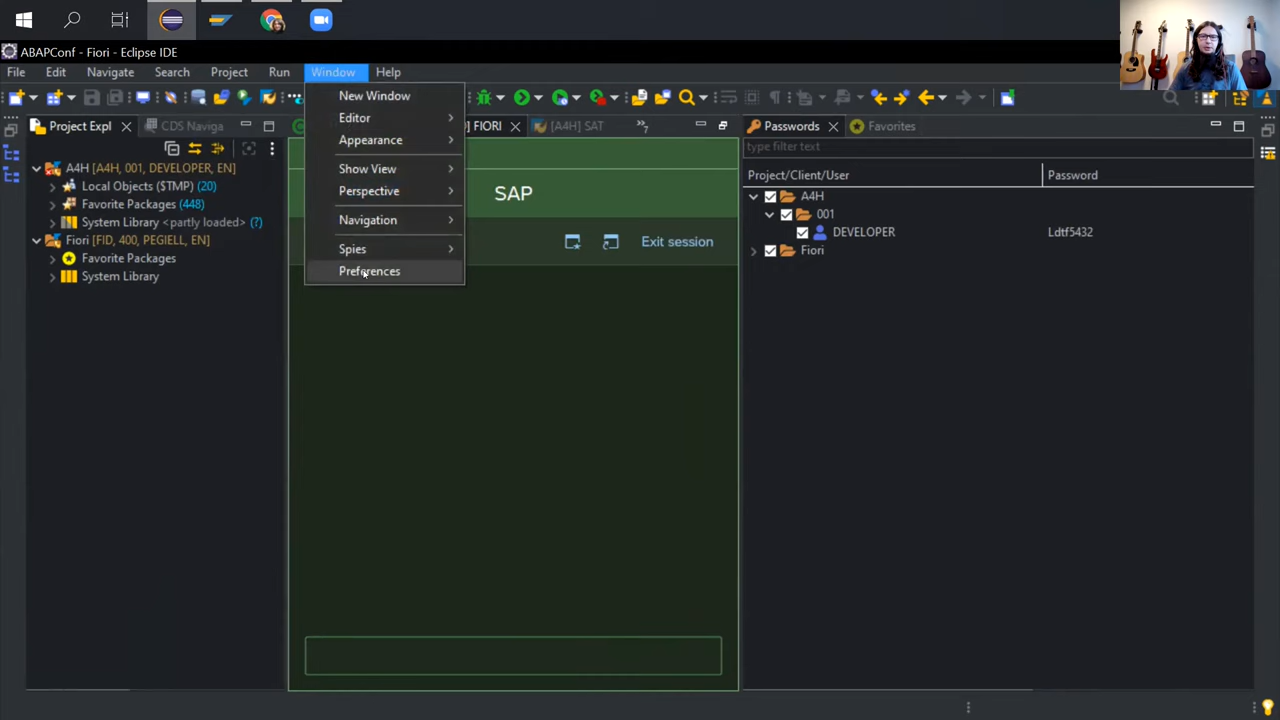 ABAPConf - Fiori - Eclipse IDE
File Edit Navigate Search Project Run Window Help
New Window
Editor
Appearance
Show View
Perspective
Navigation
Spies
Preferences
Project Expl CDS Naviga
A4H [A4H, 001, DEVELOPER, EN]
Local Objects ($TMP) (20)
Favorite Packages (448)
System Library <partly loaded> (?)
Fiori [FID, 400, PEGIELL, EN]
Favorite Packages
System Library
] FIORI [A4H] SAT 7
SAP
Exit session
Passwords Favorites
type filter text
Project/Client/User Password
A4H
001
DEVELOPER Ldtf5432
Fiori